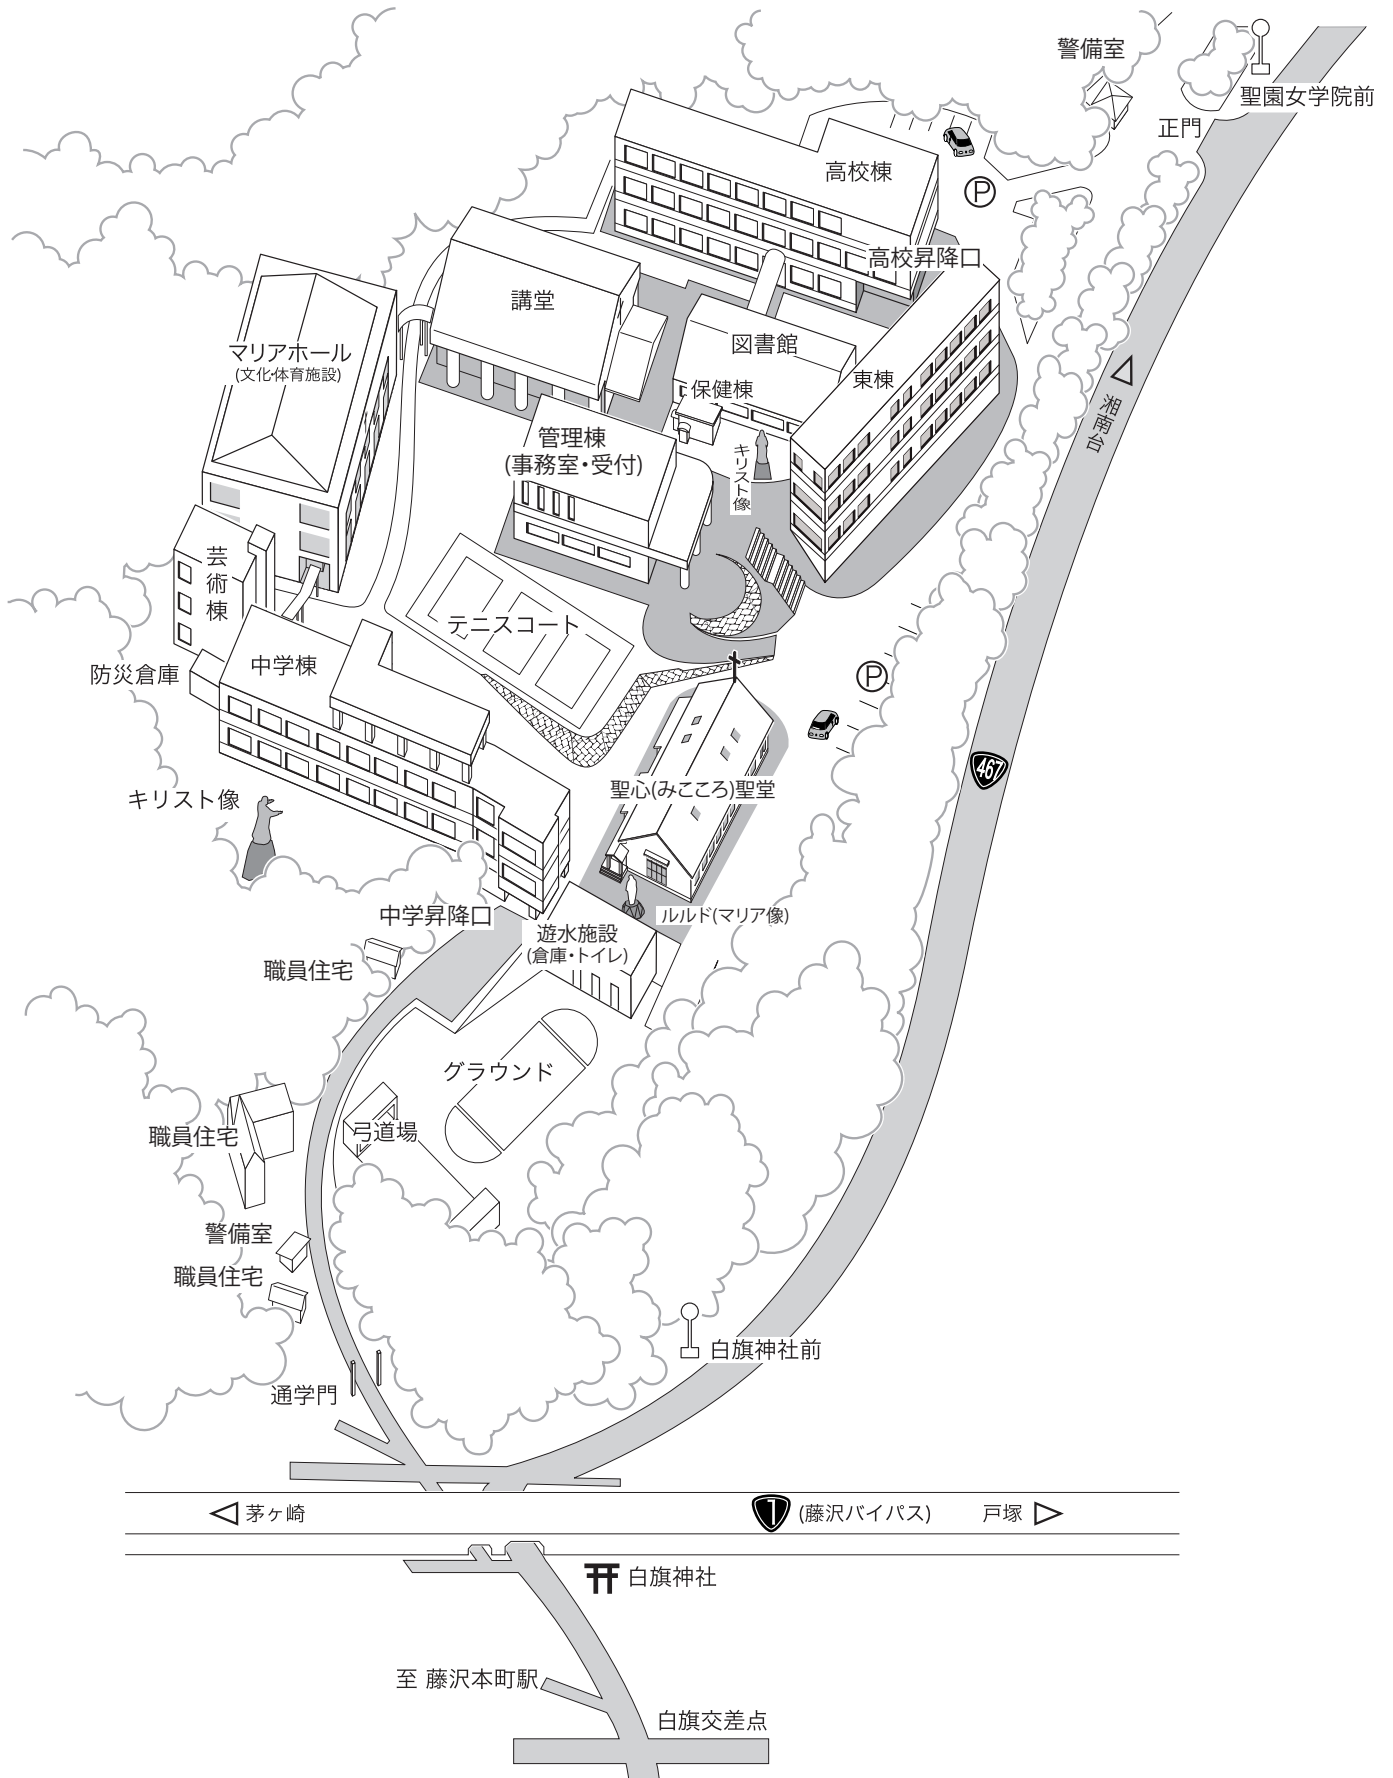 警備室
聖園女学院前
正門
高校棟
Ⓟ
高校昇降口
講堂
図書館
マリアホール
(文化・体育施設)
保健棟
東棟
湘南台
管理棟
(事務室・受付)
キリスト像
芸術棟
テニスコート
中学棟
防災倉庫
Ⓟ
467
キリスト像
聖心(みこころ)聖堂
中学昇降口
ルルド(マリア像)
遊水施設
(倉庫・トイレ)
職員住宅
グラウンド
弓道場
職員住宅
警備室
職員住宅
白旗神社前
通学門
茅ヶ崎
1
(藤沢バイパス)
戸塚
白旗神社
至 藤沢本町駅
白旗交差点